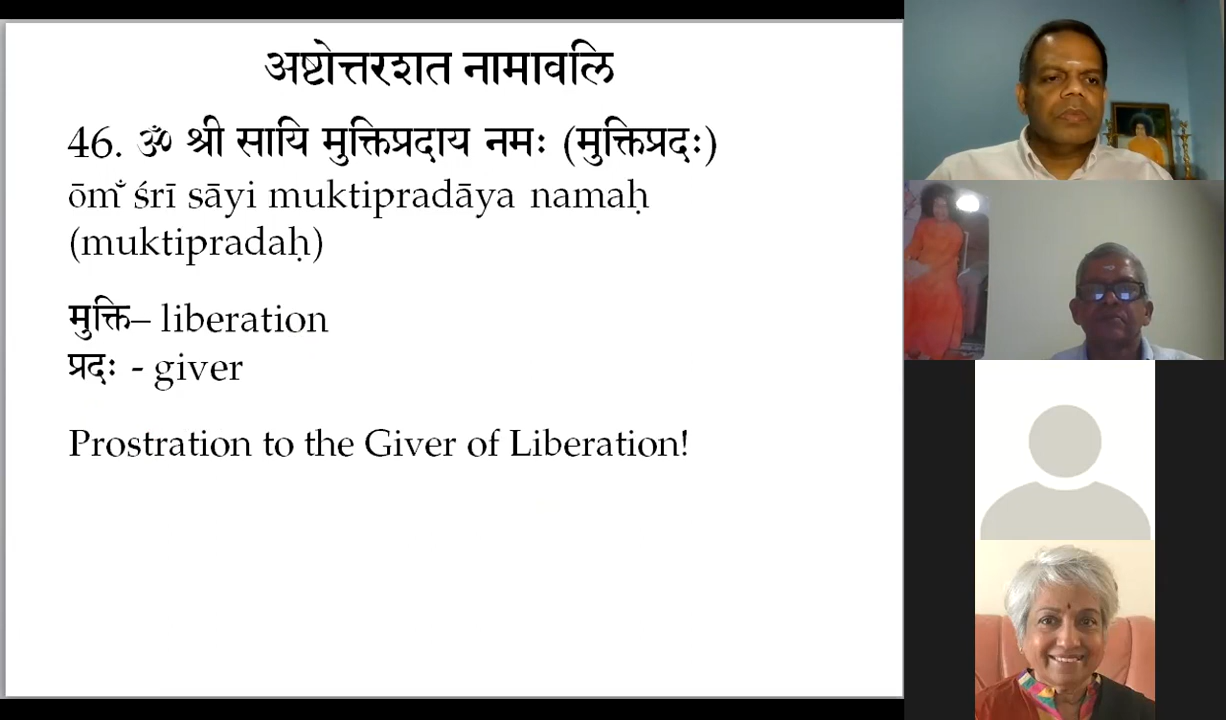 अष्टोत्तरशत नामावलि
46. ॐ श्री सायि मुक्तिप्रदाय नमः (मुक्तिप्रदः)
ōm̐ śrī sāyi muktipradāya namaḥ
(muktipradaḥ)
मुक्ति– liberation
प्रदः - giver
Prostration to the Giver of Liberation!